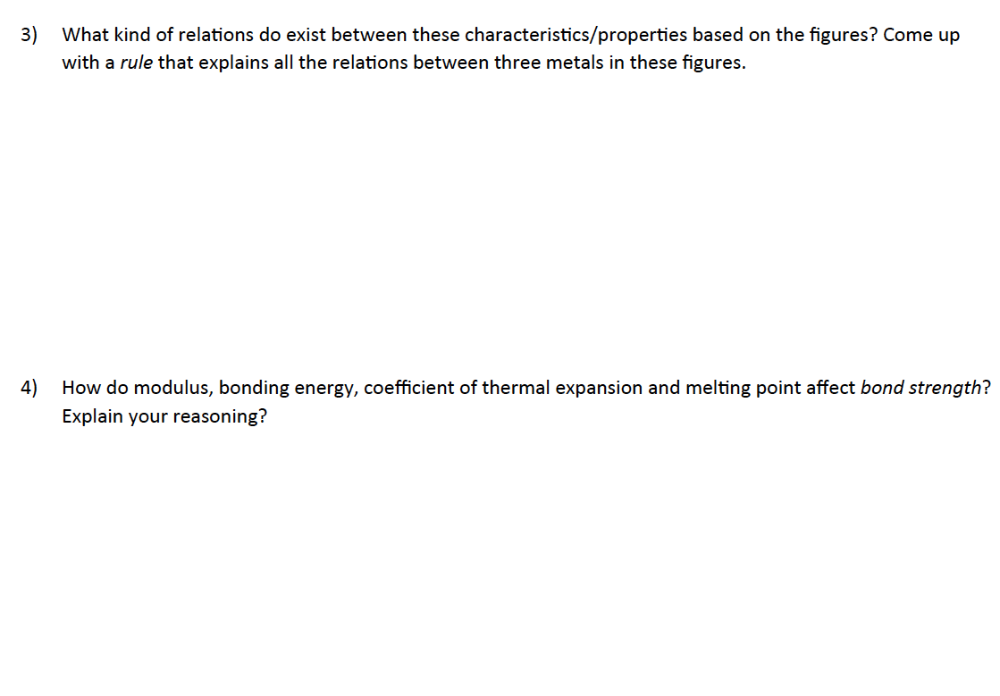 3) What kind of relations do exist between these characteristics/properties based on the figures? Come up
with a rule that explains all the relations between three metals in these figures.
4) How do modulus, bonding energy, coefficient of thermal expansion and melting point affect bond strength?
Explain your reasoning?